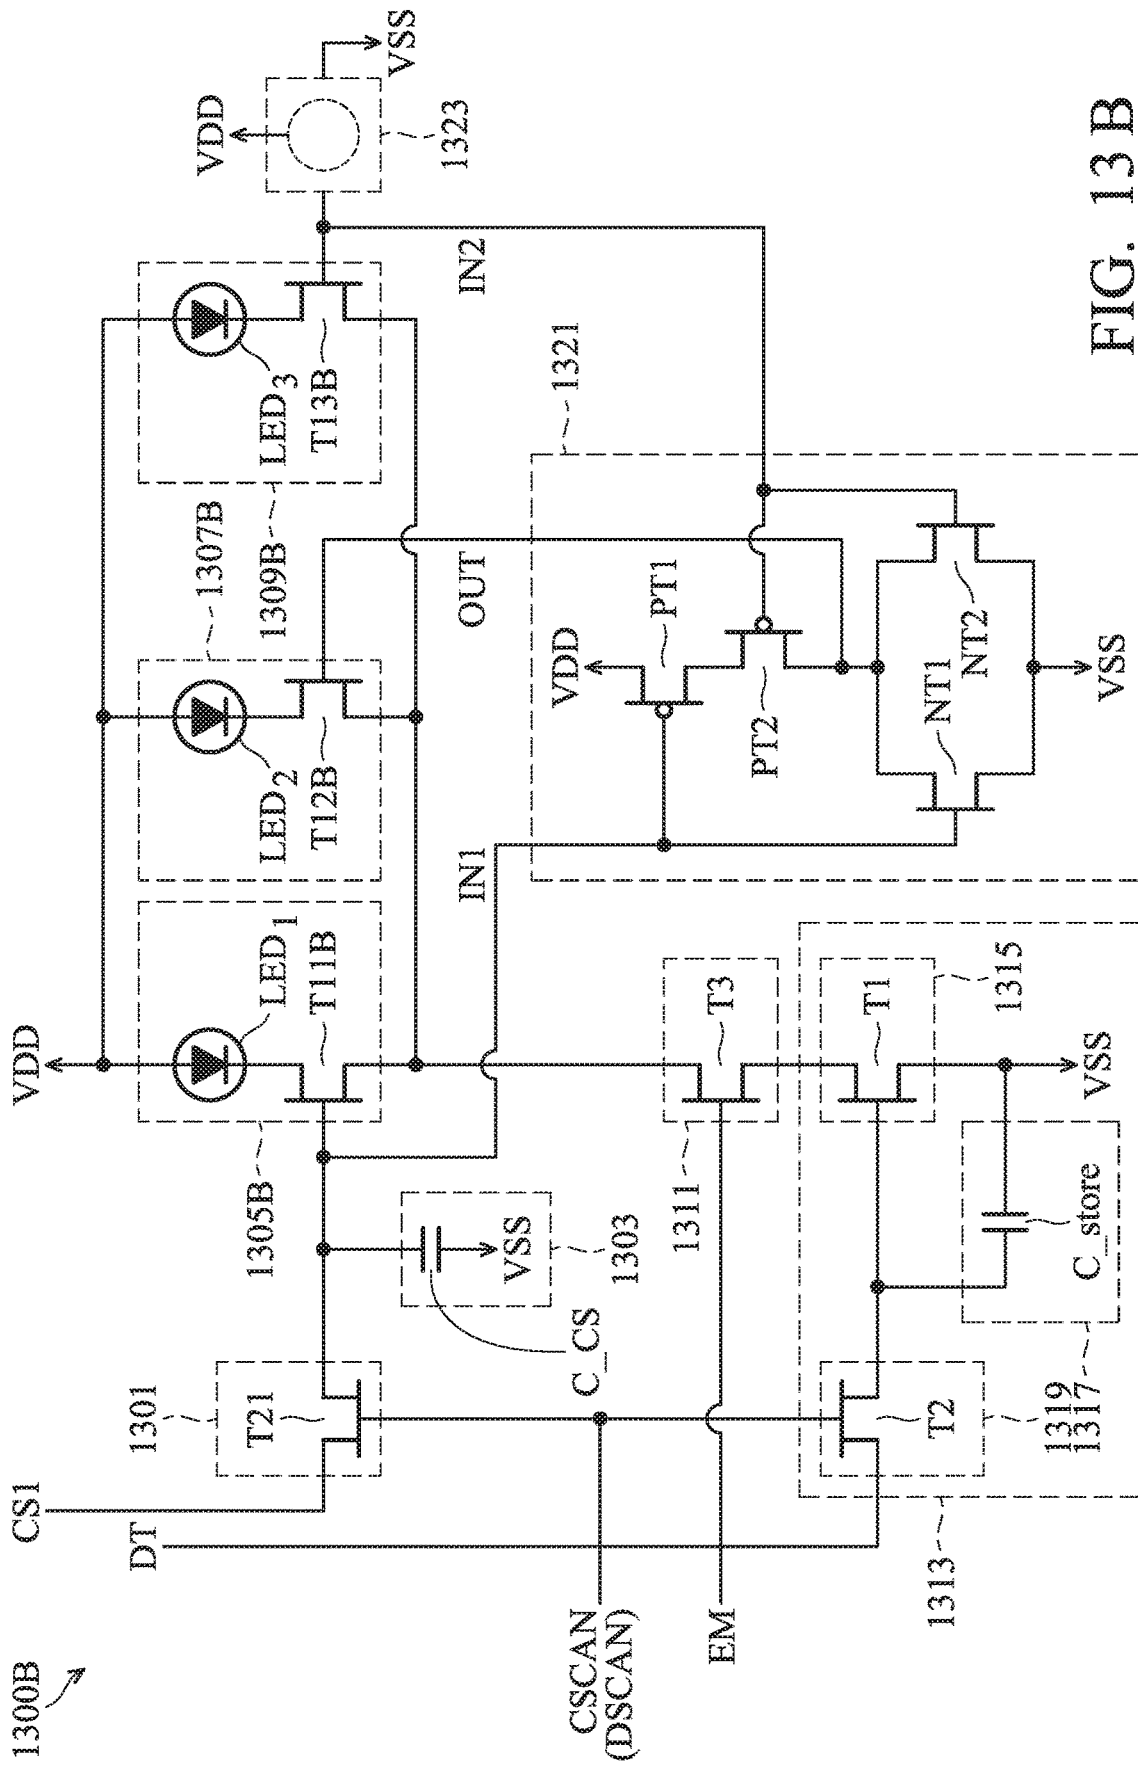 1300B
CS1
DT
VDD
1301
T21
1305B
LED1
T11B
1307B
LED2
T12B
1309B
LED3
T13B
VDD
VSS
1323
C_CS
VSS
1303
IN1
OUT
IN2
1321
CSCAN
(DSCAN)
EM
1311
T3
VDD
PT1
PT2
NT1
NT2
VSS
1313
T2
1319
1317
C_store
T1
1315
VSS
FIG. 13 B